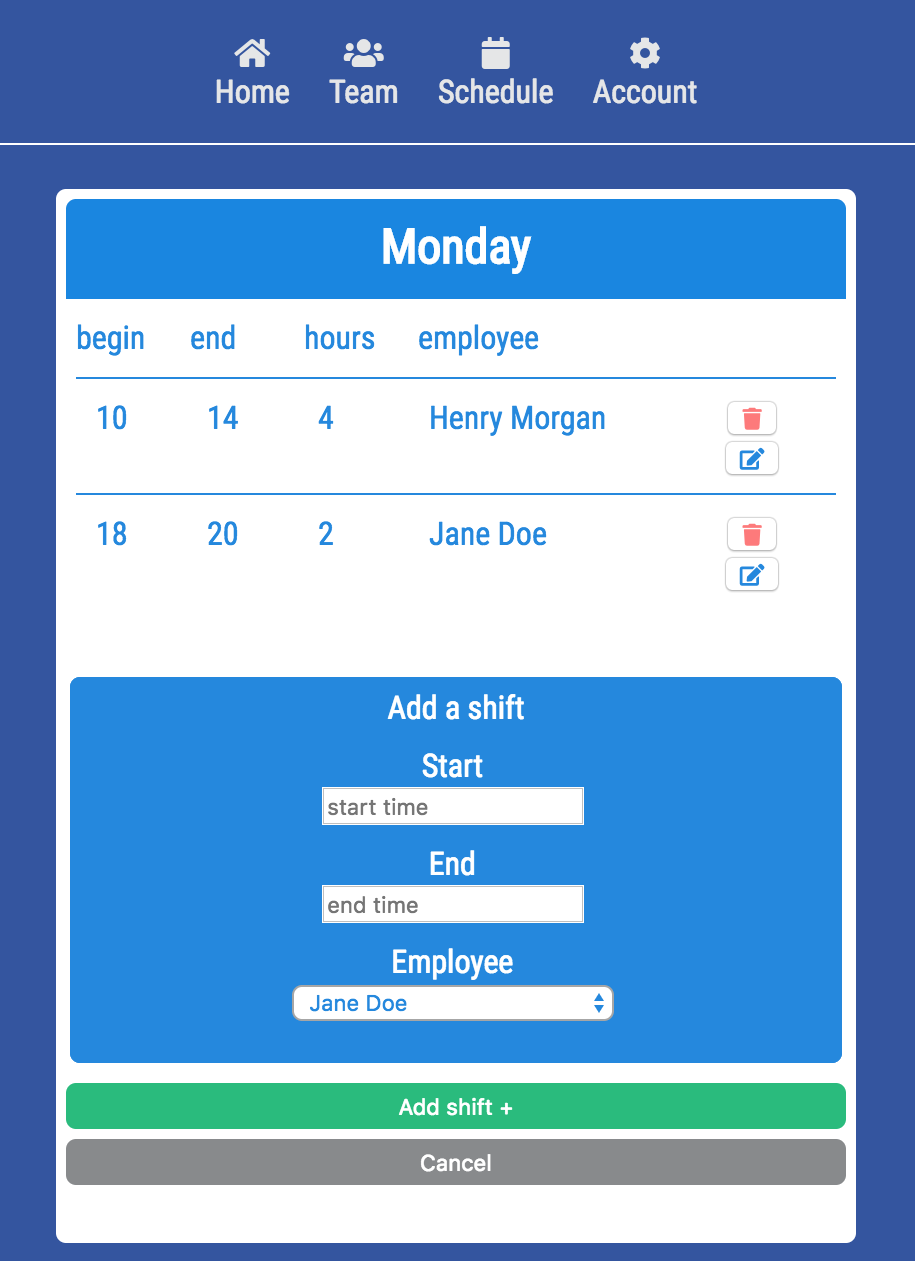 Home Team Schedule Account
Monday
begin end hours employee
10 14 4 Henry Morgan
18 20 2 Jane Doe
Add a shift
Start
start time
End
end time
Employee
Jane Doe
Add shift +
Cancel